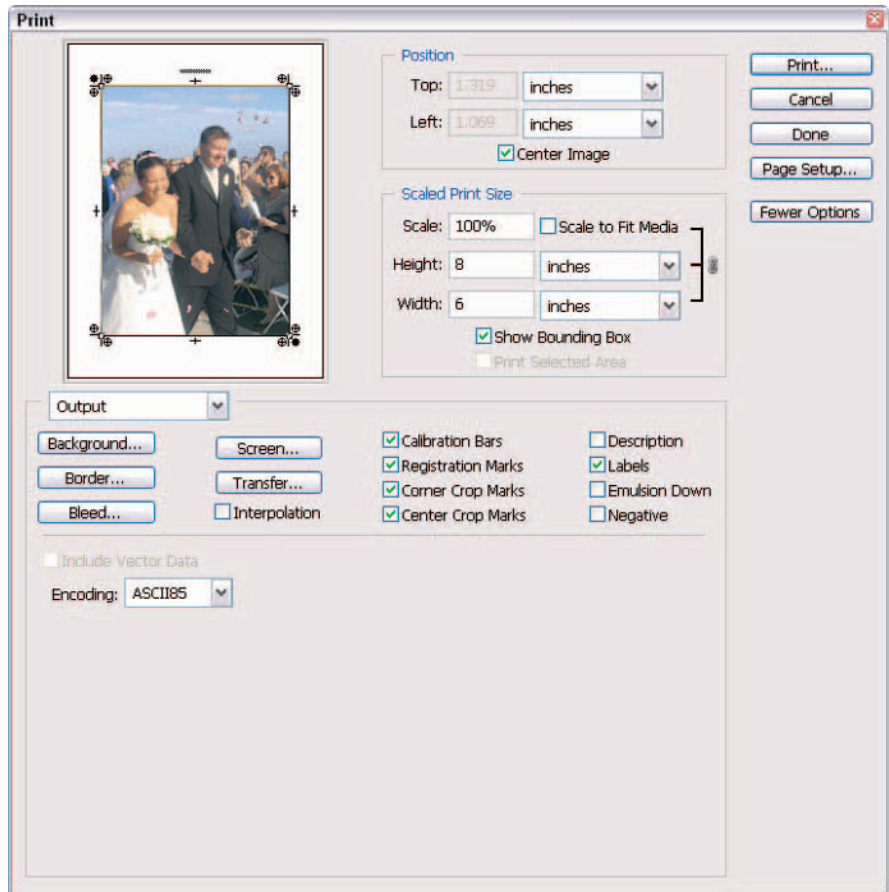 Print
Position
Top: 1.319 inches
Left: 1.069 inches
Center Image
Scaled Print Size
Scale: 100% Scale to Fit Media
Height: 8 inches
Width: 6 inches
Show Bounding Box
Print Selected Area
Print...
Cancel
Done
Page Setup...
Fewer Options
Output
Background... Screen... Calibration Bars Description
Border... Transfer... Registration Marks Labels
Bleed... Interpolation Corner Crop Marks Emulsion Down
Center Crop Marks Negative
Include Vector Data
Encoding: ASCII85